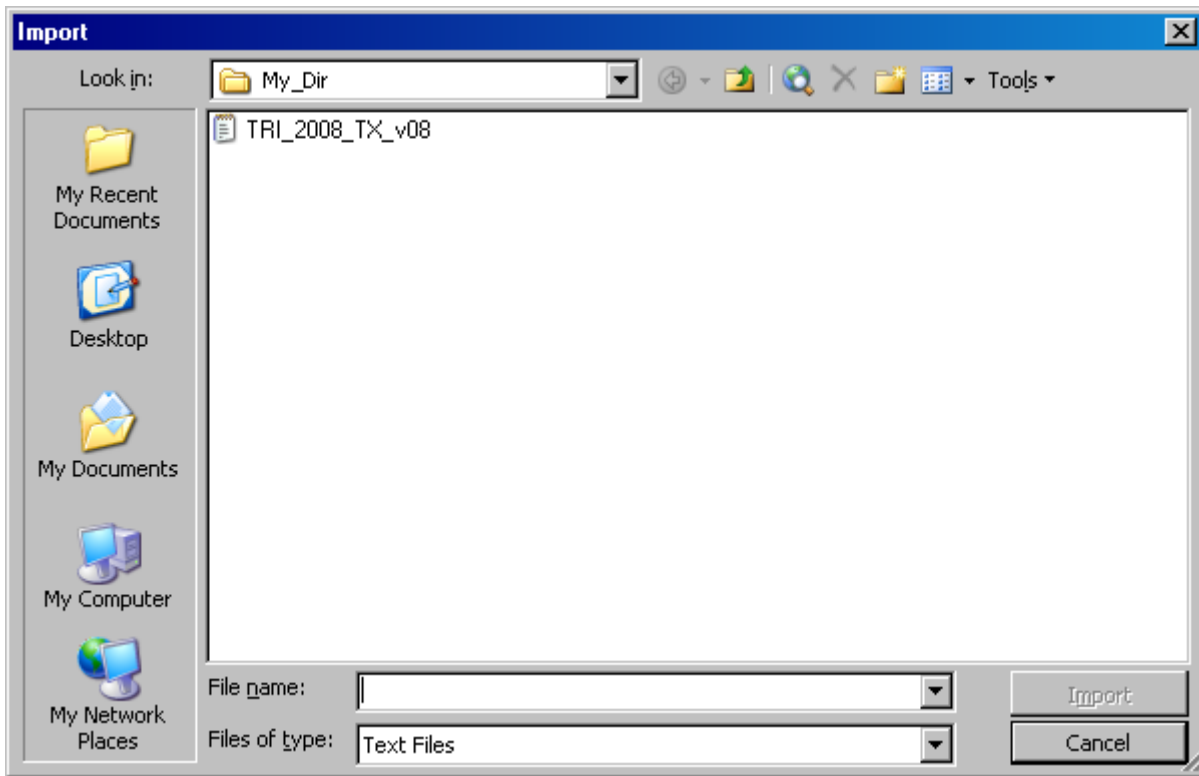 Import
Look in:
My_Dir
Tools
TRI_2008_TX_v08
My Recent
Documents
Desktop
My Documents
My Computer
My Network
Places
File name:
Import
Files of type:
Text Files
Cancel